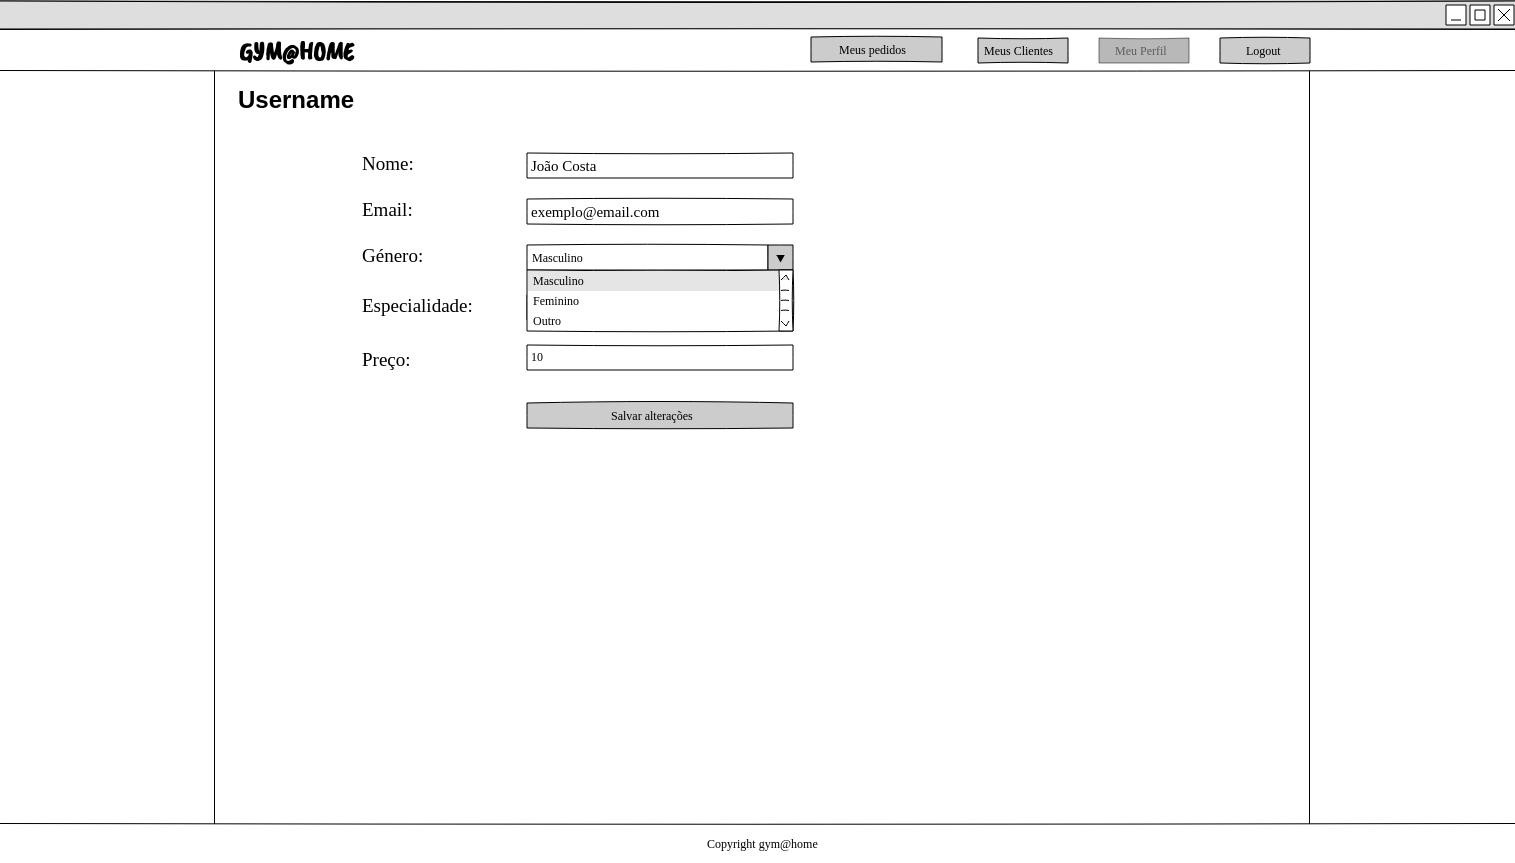 GYM@HOME
Meus pedidos
Meus Clientes
Meu Perfil
Logout
Username
Nome:
João Costa
Email:
exemplo@email.com
Género:
Masculino
Masculino
Feminino
Outro
Especialidade:
Preço:
10
Salvar alterações
Copyright gym@home